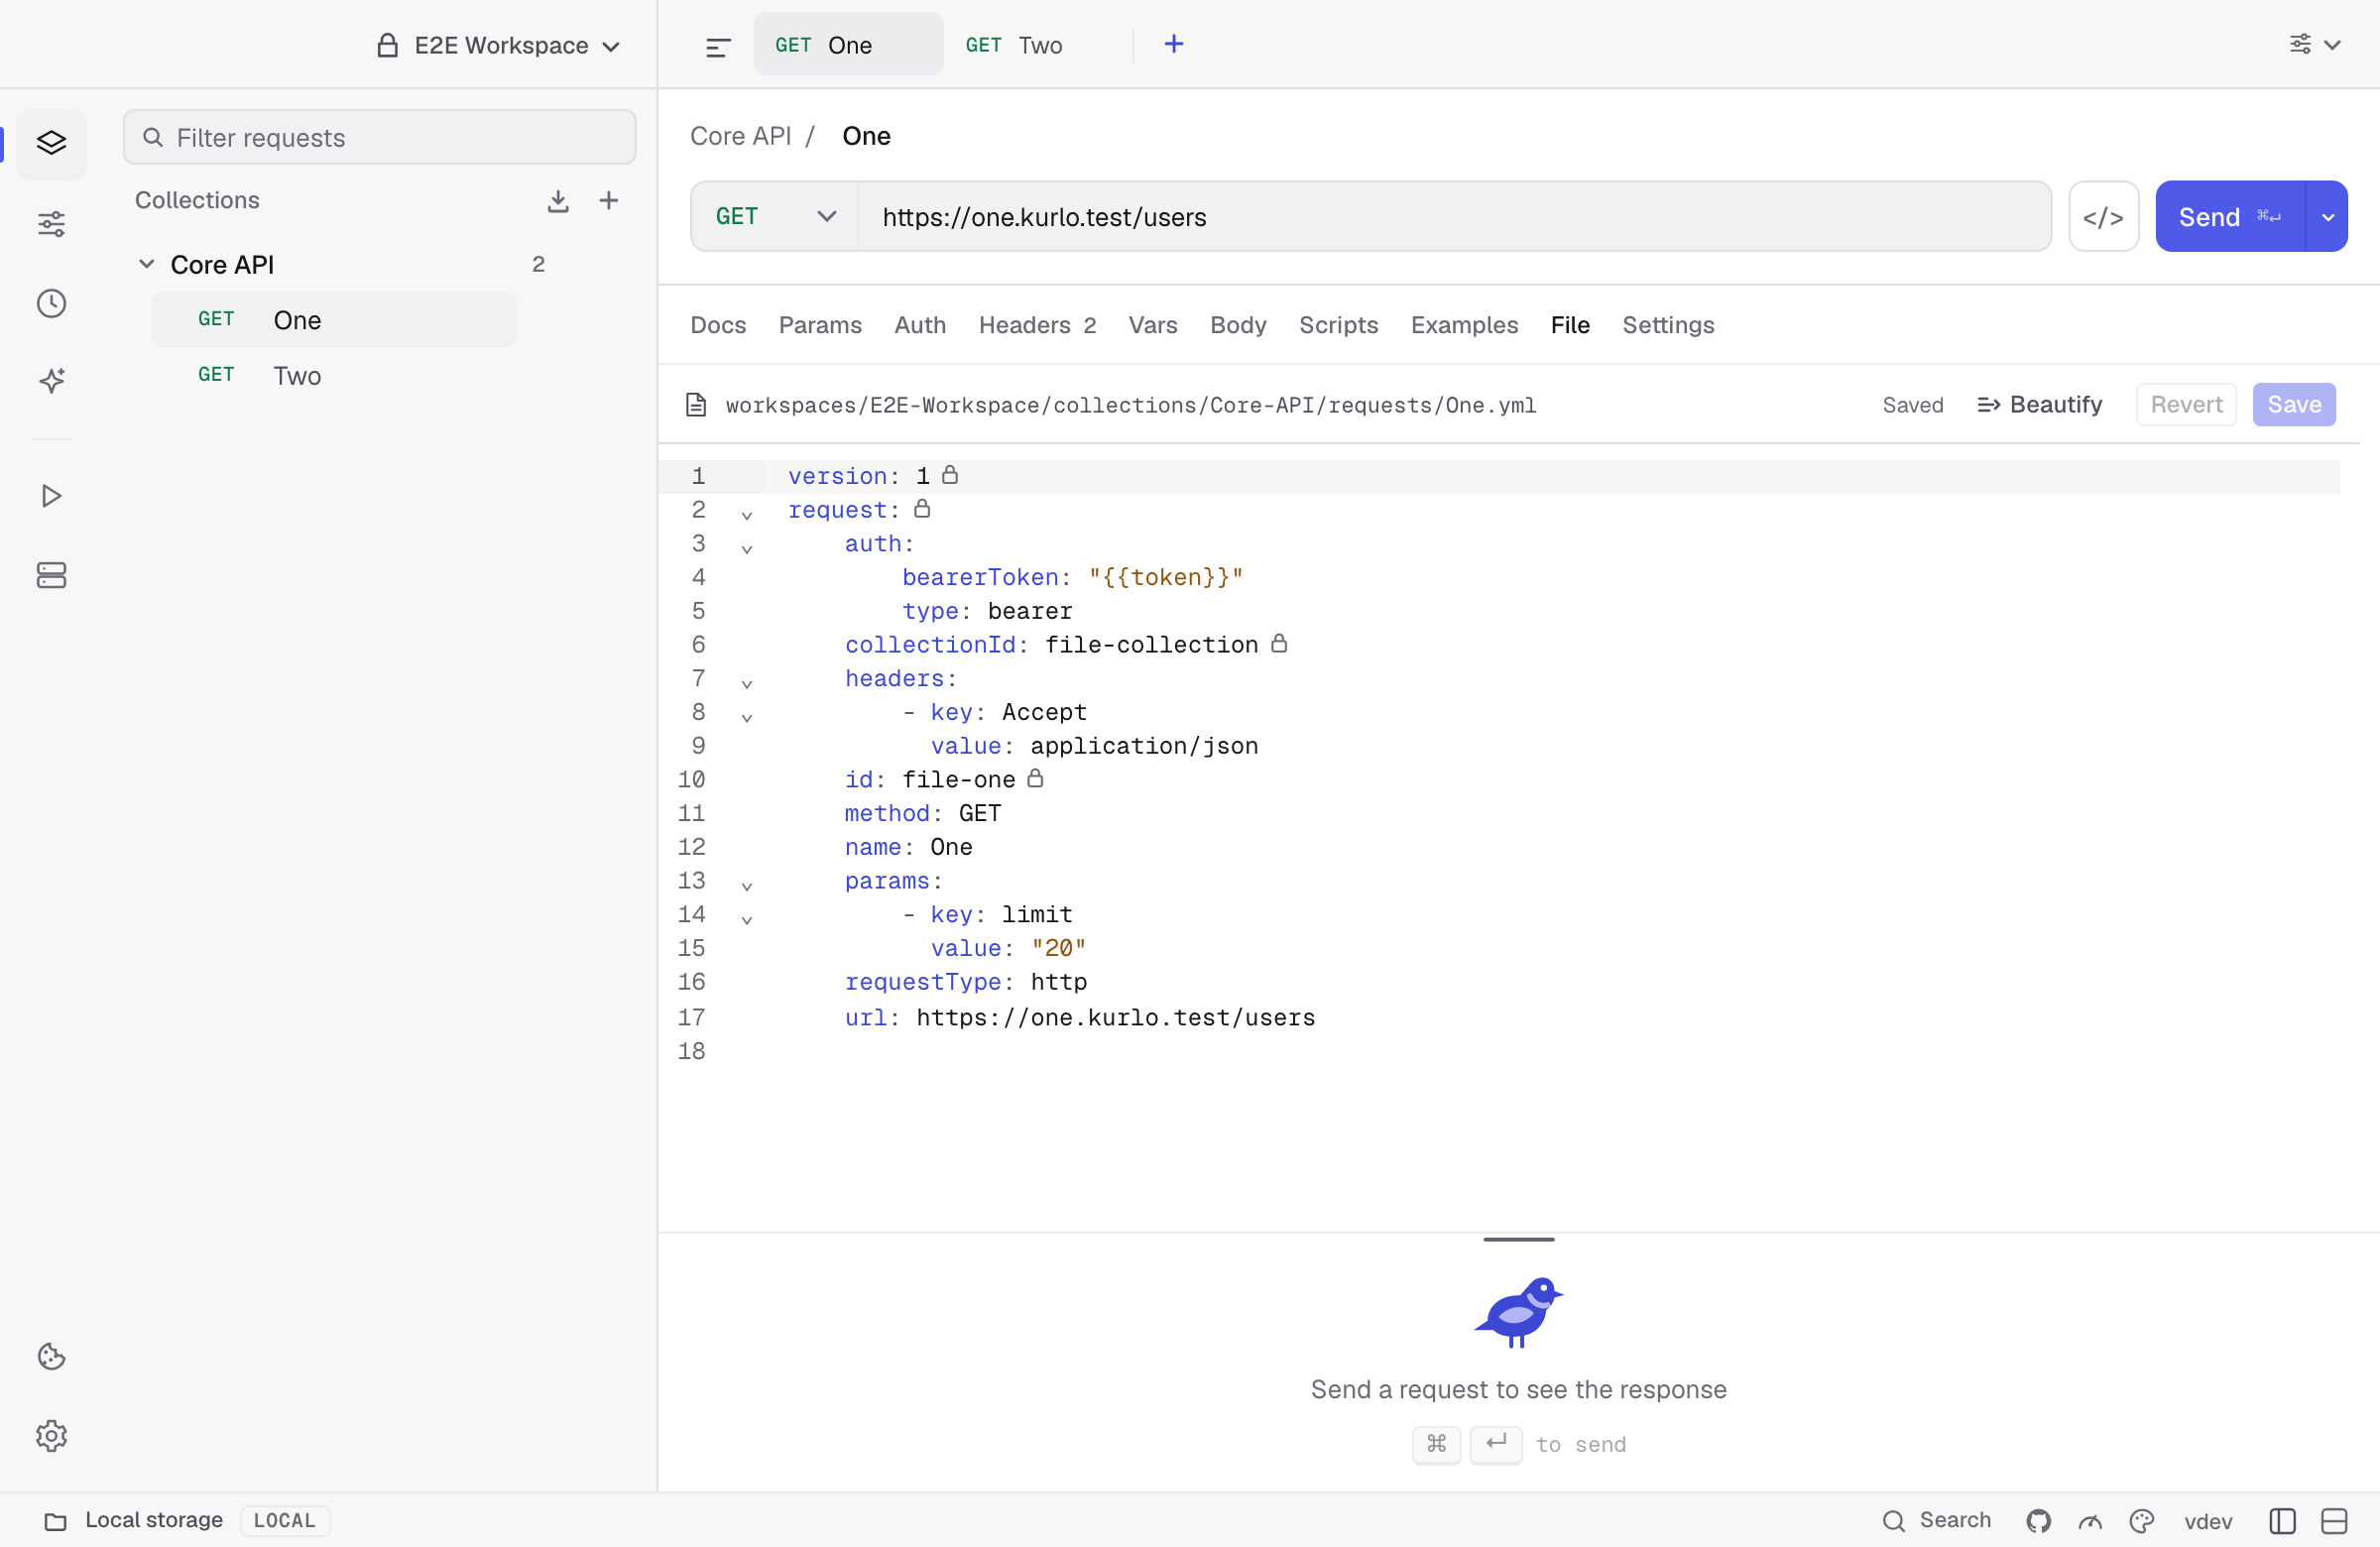 E2E Workspace
GET One
GET Two
Filter requests
Collections
Core API 2
GET One
GET Two
Core API / One
GET https://one.kurlo.test/users
</> Send ⌘↵
Docs Params Auth Headers 2 Vars Body Scripts Examples File Settings
workspaces/E2E-Workspace/collections/Core-API/requests/One.yml
Saved Beautify Revert Save
1 version: 1
2 request:
3 auth:
4 bearerToken: "{{token}}"
5 type: bearer
6 collectionId: file-collection
7 headers:
8 - key: Accept
9 value: application/json
10 id: file-one
11 method: GET
12 name: One
13 params:
14 - key: limit
15 value: "20"
16 requestType: http
17 url: https://one.kurlo.test/users
18
Send a request to see the response
⌘ ↵ to send
Local storage LOCAL
Search vdev